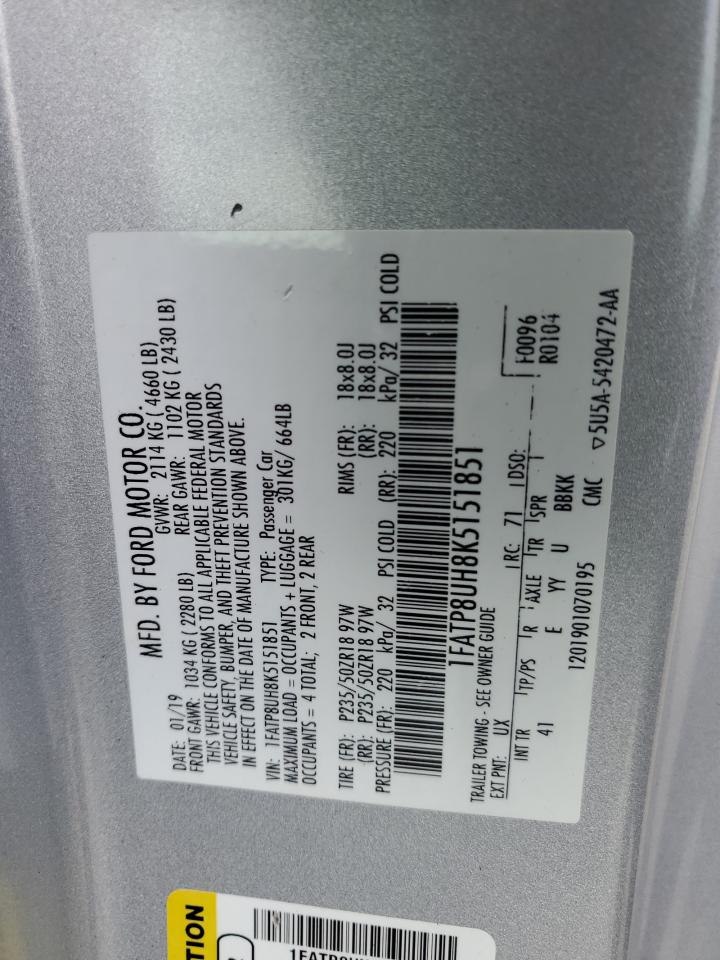 MFD. BY FORD MOTOR CO.
DATE: 01/19 GVWR: 2114 KG ( 4660 LB)
FRONT GAWR: 1034 KG ( 2280 LB) REAR GAWR: 1102 KG ( 2430 LB)
THIS VEHICLE CONFORMS TO ALL APPLICABLE FEDERAL MOTOR
VEHICLE SAFETY, BUMPER, AND THEFT PREVENTION STANDARDS
IN EFFECT ON THE DATE OF MANUFACTURE SHOWN ABOVE.
VIN: 1FATP8UH8K5151851 TYPE: Passenger Car
MAXIMUM LOAD = OCCUPANTS + LUGGAGE = 301KG/ 664LB
OCCUPANTS = 4 TOTAL; 2 FRONT, 2 REAR
TIRE (FR): P235/50ZR18 97W RIMS (FR): 18x8.0J
(RR): P235/50ZR18 97W (RR): 18x8.0J
PRESSURE (FR): 220 kPa/ 32 PSI COLD (RR): 220 kPa/ 32 PSI COLD
1FATP8UH8K5151851
TRAILER TOWING - SEE OWNER GUIDE
EXT PNT: UX RC: 71 DSO: F0096
R0104
INT TR TP/PS R AXLE TR SPR
41 E YY U BBKK
1201901070195 CMC ▽5U5A-5420472-AA